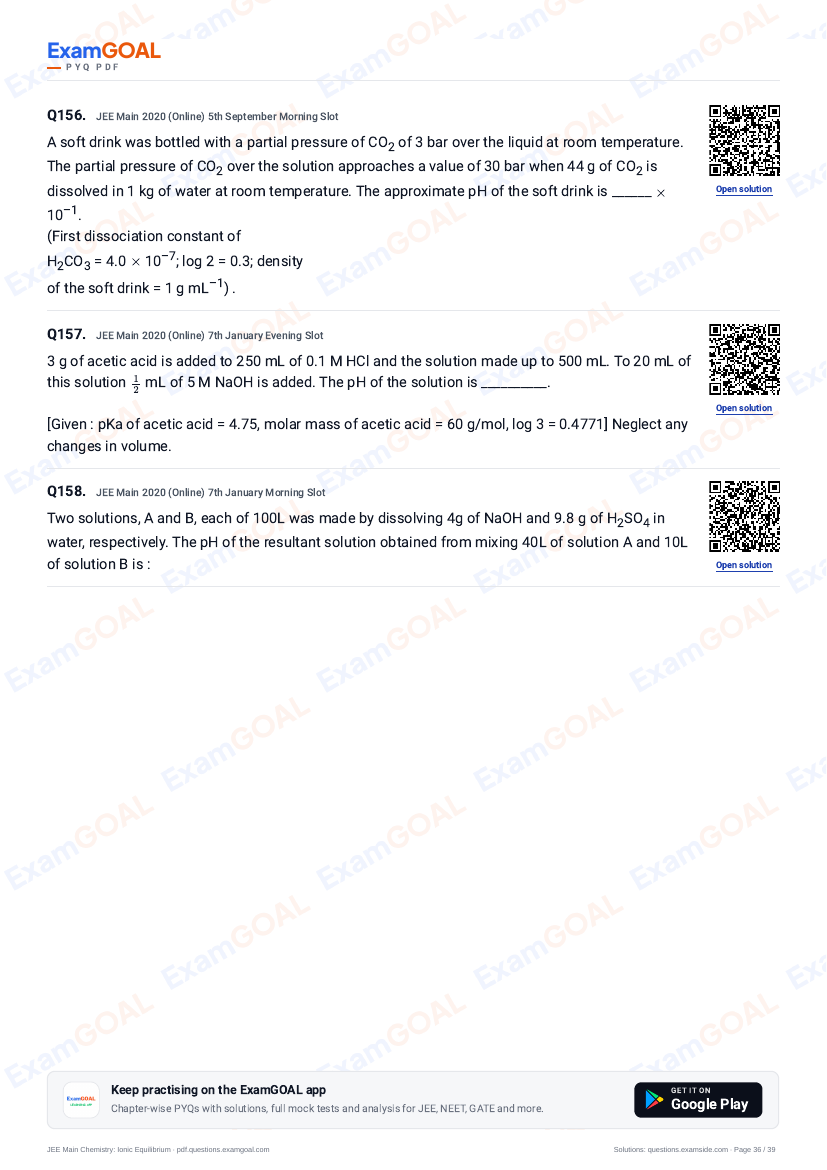 ExamGOAL
PYQ PDF
Q156. JEE Main 2020 (Online) 5th September Morning Slot
A soft drink was bottled with a partial pressure of CO₂ of 3 bar over the liquid at room temperature.
The partial pressure of CO₂ over the solution approaches a value of 30 bar when 44 g of CO₂ is
dissolved in 1 kg of water at room temperature. The approximate pH of the soft drink is ______ ×
10⁻¹.
(First dissociation constant of
H₂CO₃ = 4.0 × 10⁻⁷; log 2 = 0.3; density
of the soft drink = 1 g mL⁻¹) .
Open solution
Q157. JEE Main 2020 (Online) 7th January Evening Slot
3 g of acetic acid is added to 250 mL of 0.1 M HCl and the solution made up to 500 mL. To 20 mL of
this solution 1/2 mL of 5 M NaOH is added. The pH of the solution is __________.
[Given : pKa of acetic acid = 4.75, molar mass of acetic acid = 60 g/mol, log 3 = 0.4771] Neglect any
changes in volume.
Open solution
Q158. JEE Main 2020 (Online) 7th January Morning Slot
Two solutions, A and B, each of 100L was made by dissolving 4g of NaOH and 9.8 g of H₂SO₄ in
water, respectively. The pH of the resultant solution obtained from mixing 40L of solution A and 10L
of solution B is :
Open solution
ExamGOAL
Keep practising on the ExamGOAL app
Chapter-wise PYQs with solutions, full mock tests and analysis for JEE, NEET, GATE and more.
GET IT ON
Google Play
JEE Main Chemistry: Ionic Equilibrium · pdf.questions.examgoal.com
Solutions: questions.examside.com · Page 36 / 39